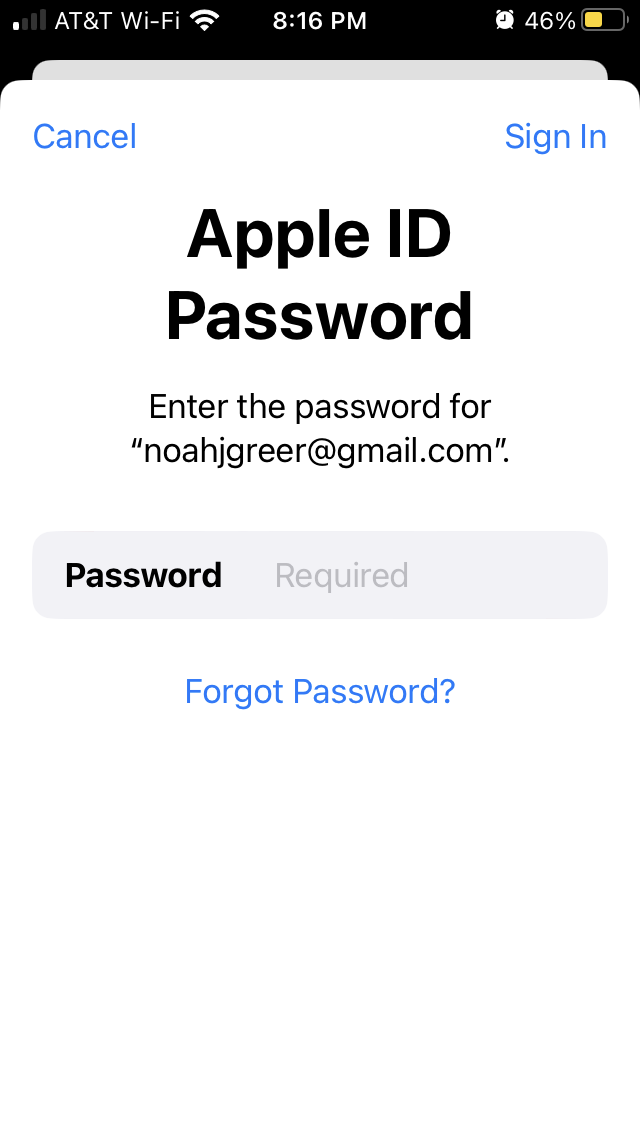 AT&T Wi-Fi 8:16 PM 46%
Cancel Sign In
Apple ID
Password
Enter the password for
“noahjgreer@gmail.com”.
Password Required
Forgot Password?